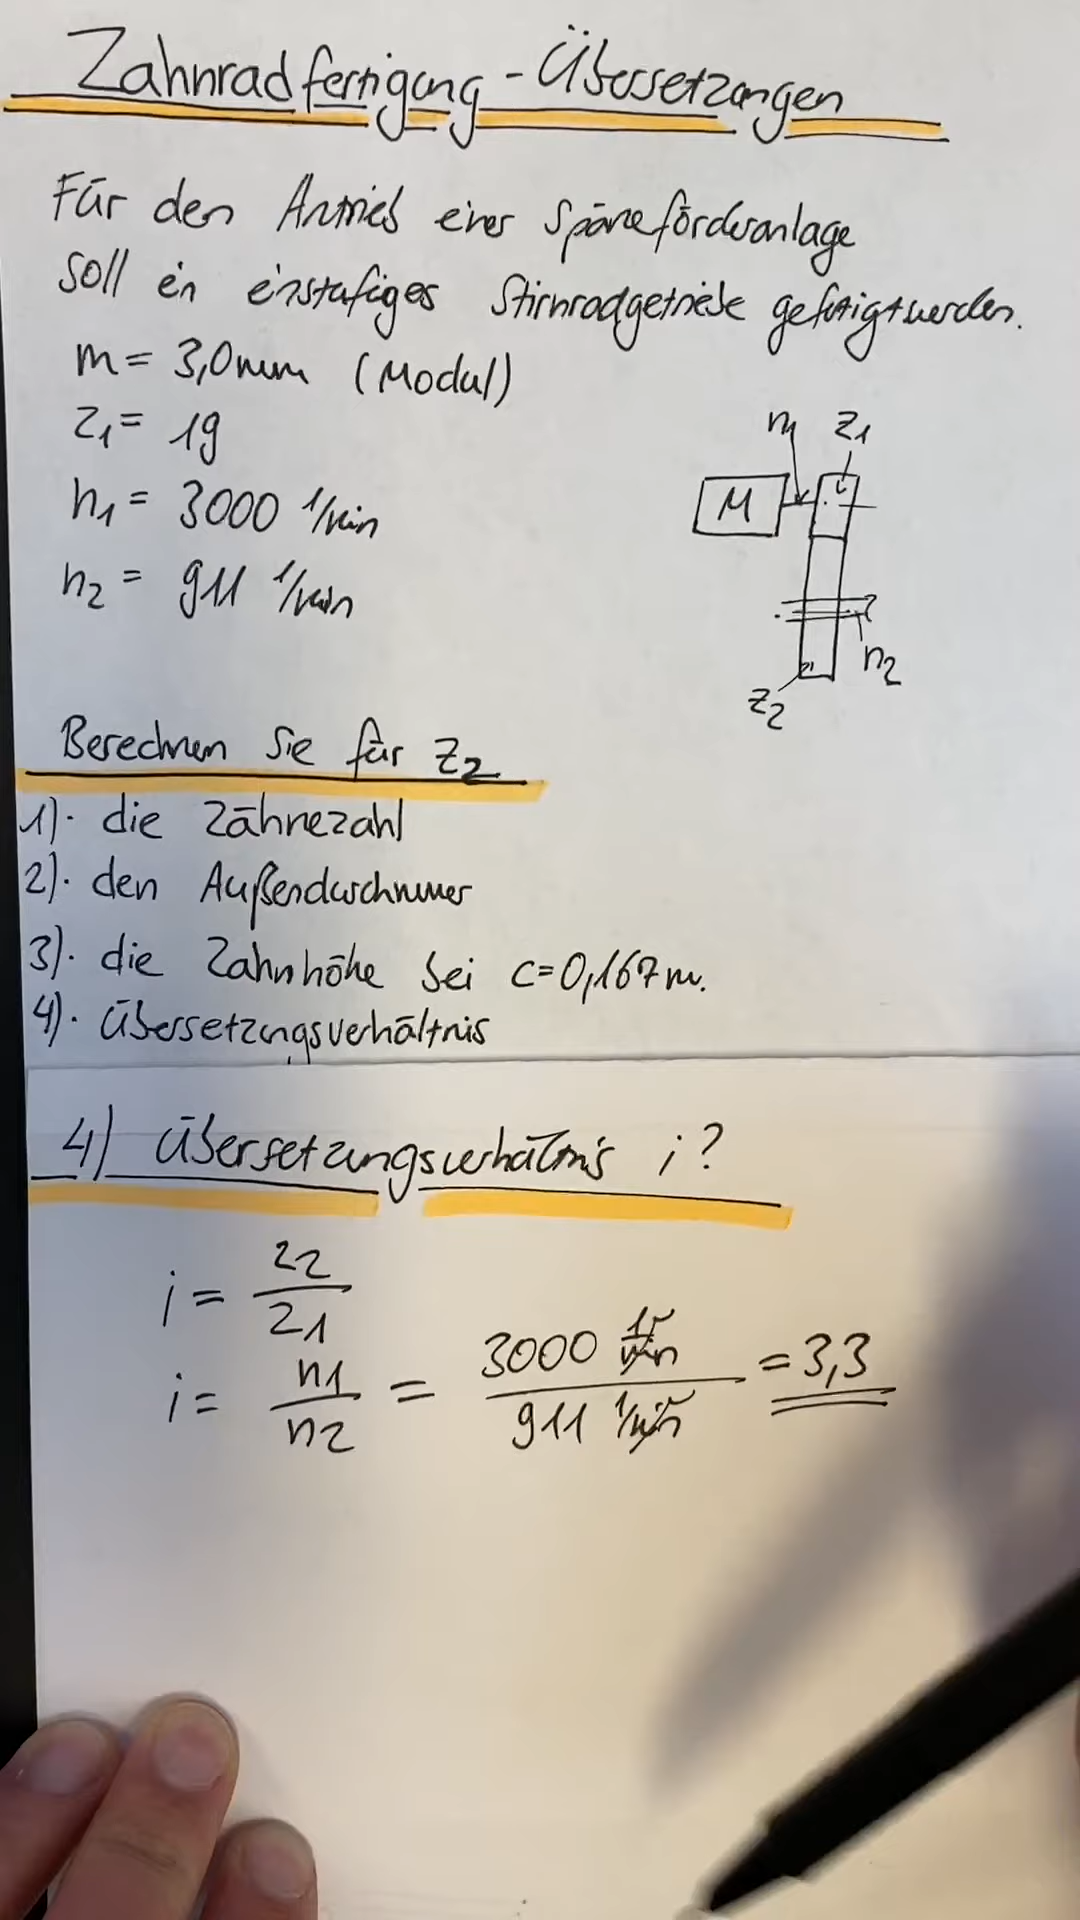 Zahnradfertigung - Übersetzungen
Für den Antrieb einer Späneförderanlage
soll ein einstufiges Stirnradgetriebe gefertigt werden.
m = 3,0mm (Modul)
z1 = 19
n1 = 3000 1/min
n2 = 911 1/min
n1 z1
M
n2
z2
Berechnen Sie für z2
1). die Zähnezahl
2). den Außendurchmesser
3). die Zahnhöhe bei c=0,167m.
4). Übersetzungsverhältnis
4) Übersetzungsverhältnis i?
i = z2/z1
i = n1/n2 = 3000 1/min / 911 1/min = 3,3